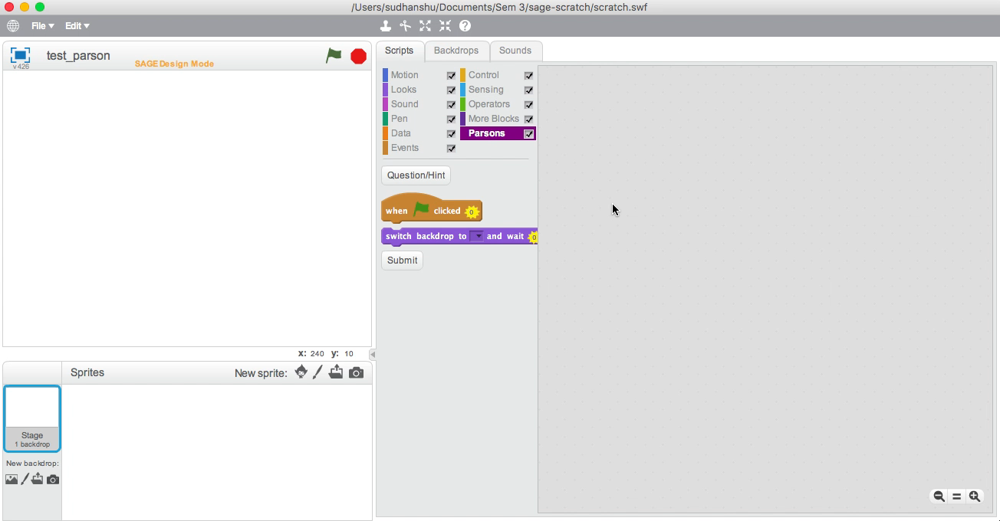 /Users/sudhanshu/Documents/Sem 3/sage-scratch/scratch.swf
File ▾ Edit ▾
v426
test_parson
SAGE Design Mode
Scripts Backdrops Sounds
Motion Control
Looks Sensing
Sound Operators
Pen More Blocks
Data Parsons
Events
Question/Hint
when clicked 0
switch backdrop to and wait 0
Submit
x: 240 y: 10
Sprites New sprite:
Stage
1 backdrop
New backdrop: